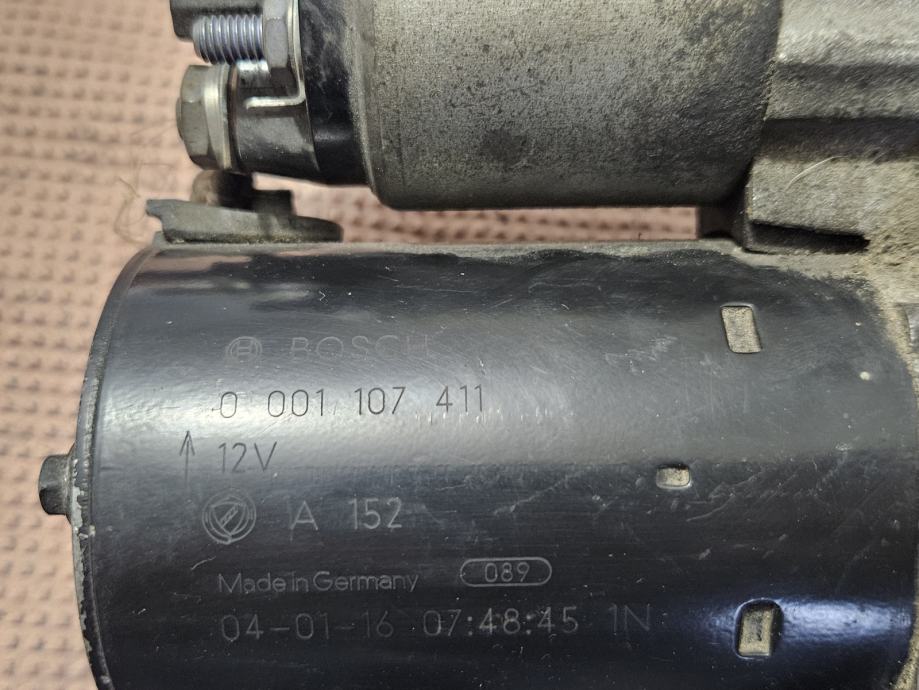 BOSCH
0 001 107 411
12V
A 152
Made in Germany 089
04-01-16 07:48:45 1N